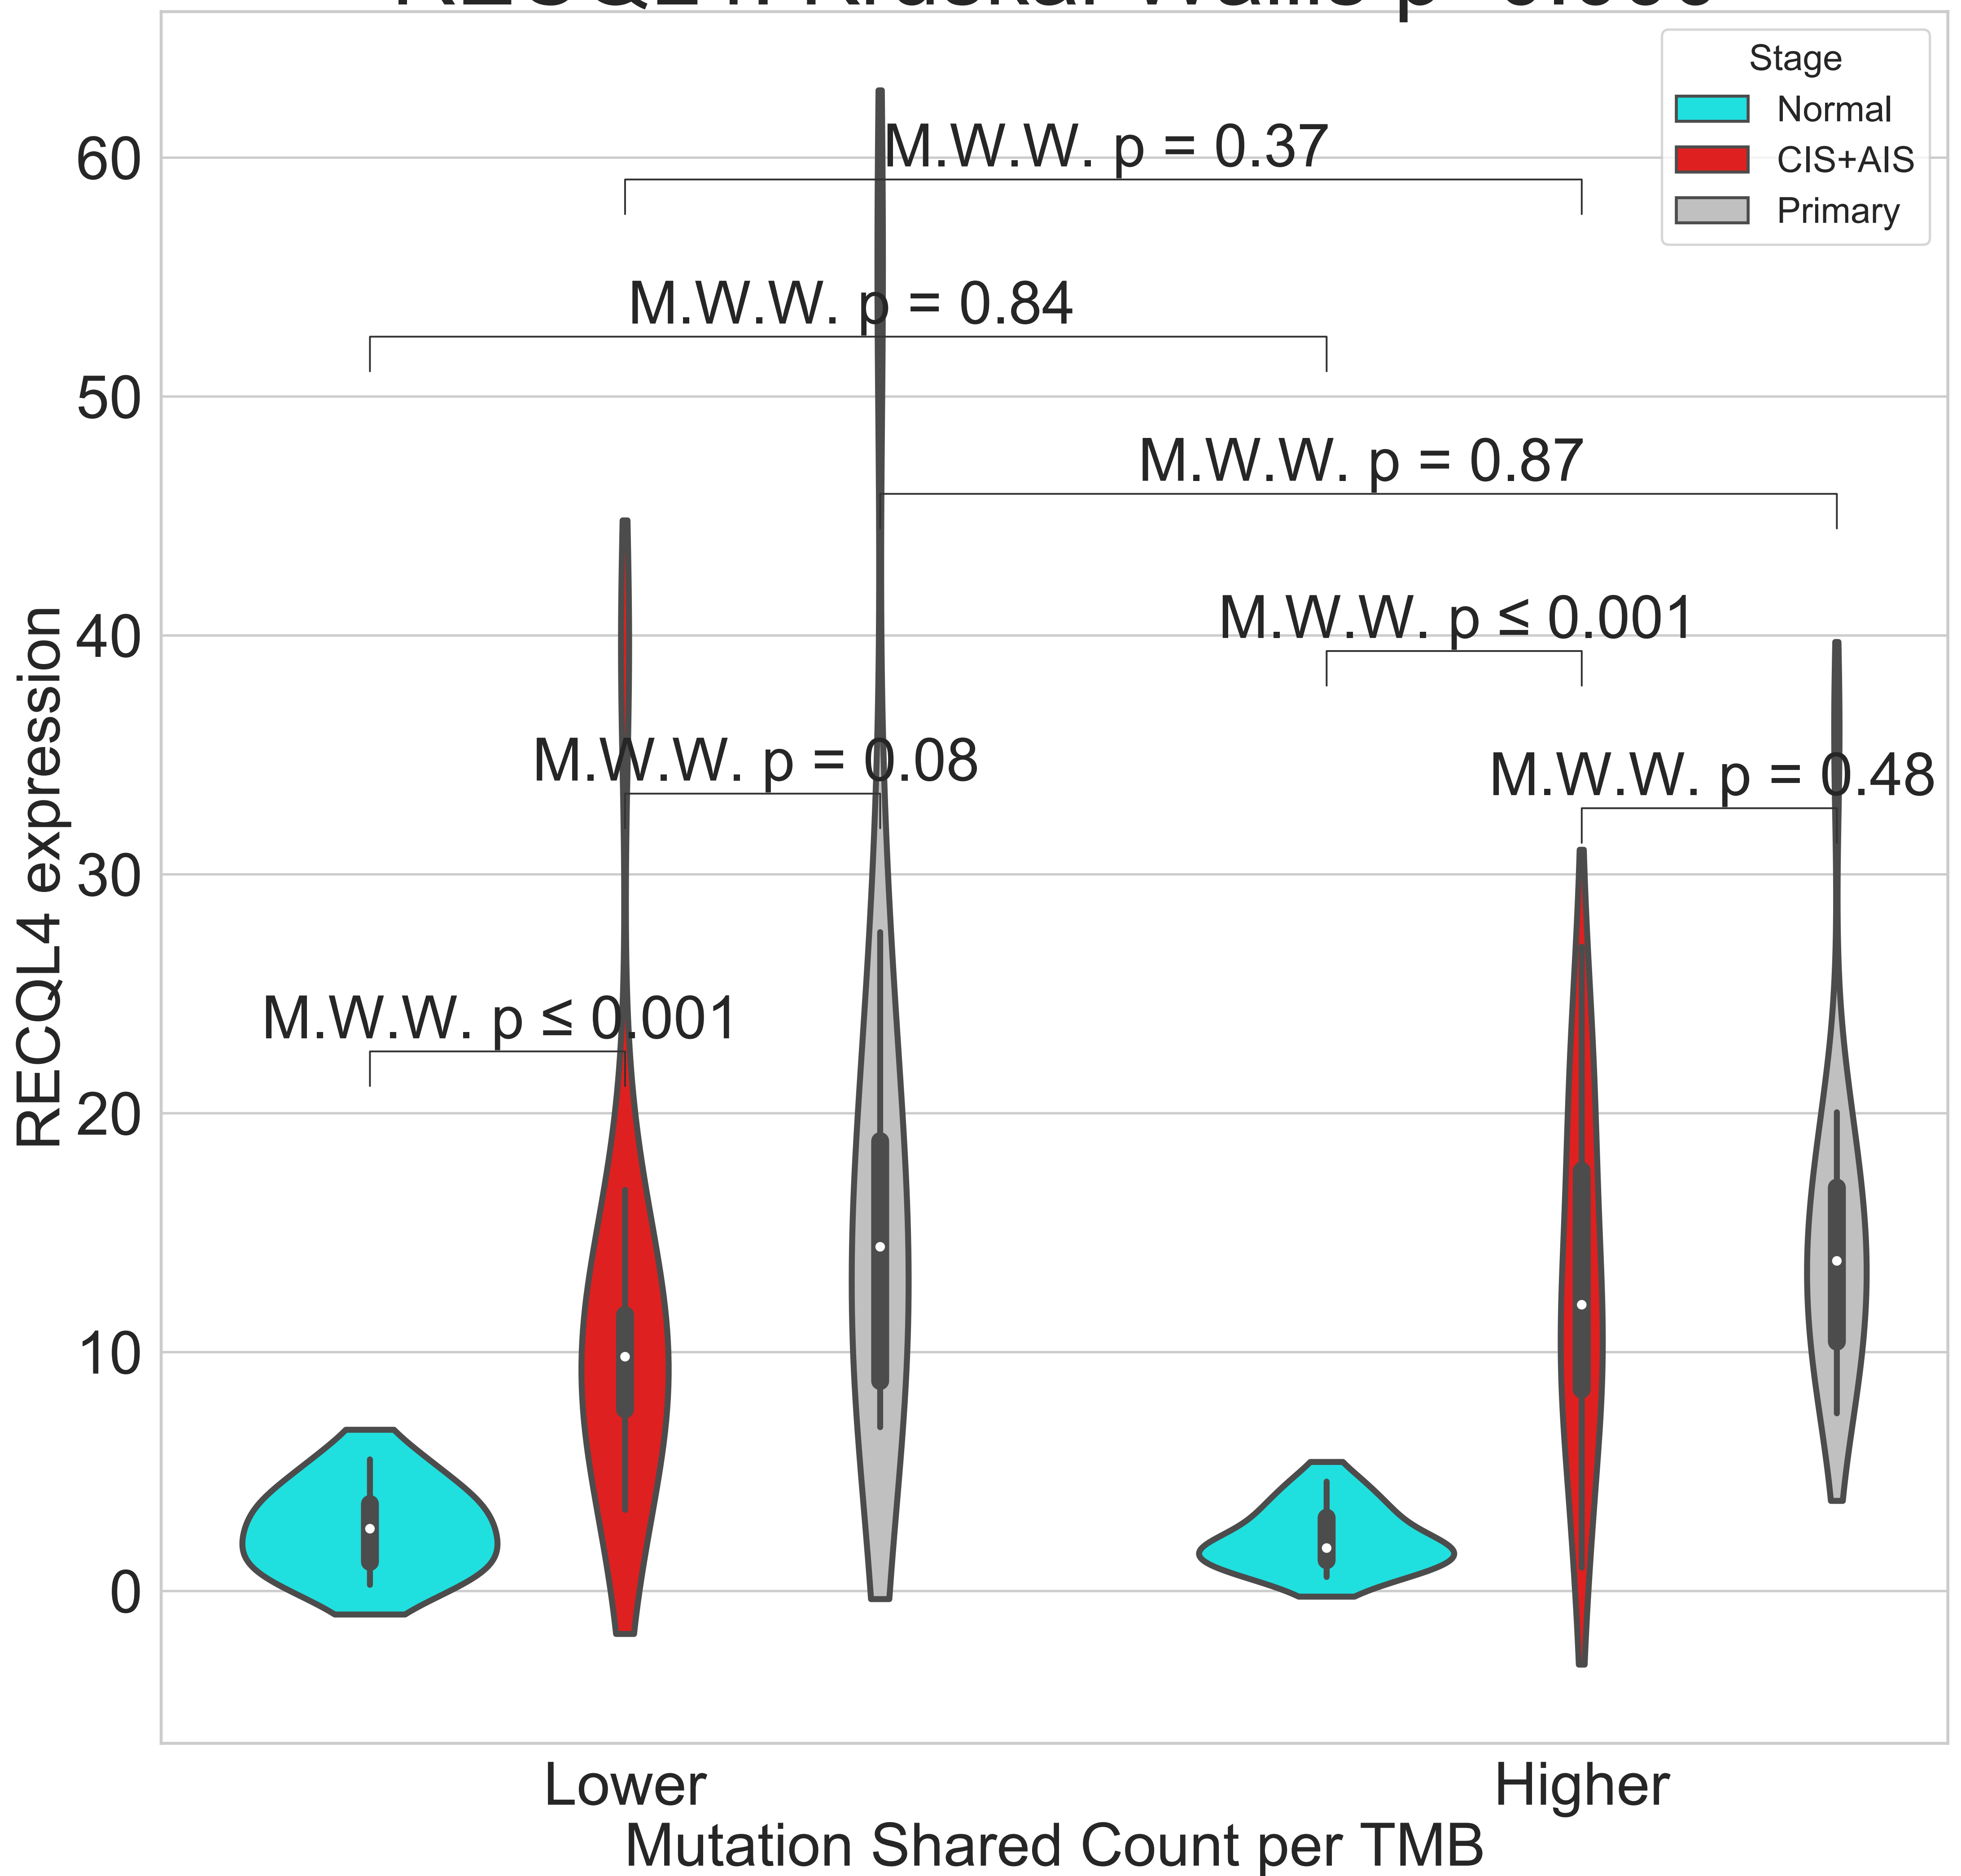 Stage
Normal
CIS+AIS
Primary
M.W.W. p = 0.37
M.W.W. p = 0.84
M.W.W. p = 0.87
M.W.W. p ≤ 0.001
M.W.W. p = 0.08
M.W.W. p = 0.48
M.W.W. p ≤ 0.001
RECQL4 expression
60
50
40
30
20
10
0
Lower
Higher
Mutation Shared Count per TMB